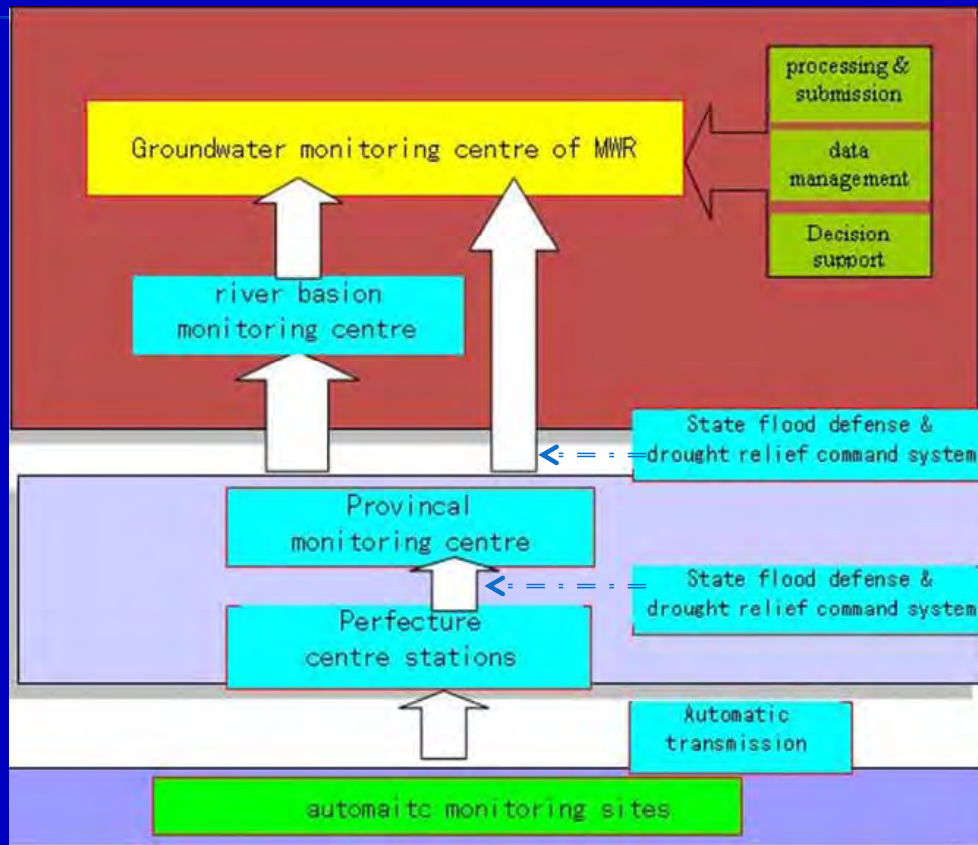 processing &
submission
Groundwater monitoring centre of MWR
data
management
Decision
support
river basion
monitoring centre
State flood defense &
drought relief command system
Provincal
monitoring centre
State flood defense &
drought relief command system
Perfecture
centre stations
Automatic
transmission
automaitc monitoring sites